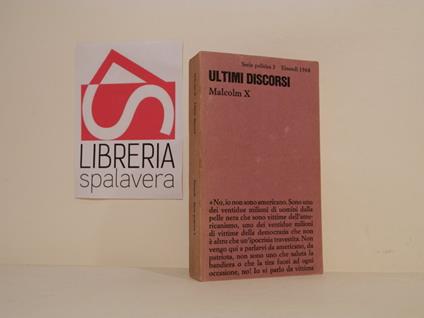 LIBRERIA
spalavera
Serie politica 3 Einaudi 1968
ULTIMI DISCORSI
Malcolm X
«No, io non sono americano. Sono uno
dei ventidue milioni di uomini dalla
pelle nera che sono vittime dell'ame-
ricanismo, uno dei ventidue milioni
di vittime della democrazia che non
è altro che un'ipocrisia travestita. Non
vengo qui a parlarvi da americano, da
patriota, non sono uno che saluta la
bandiera o che la tira fuori ad ogni
occasione, no! Io vi parlo da vittima